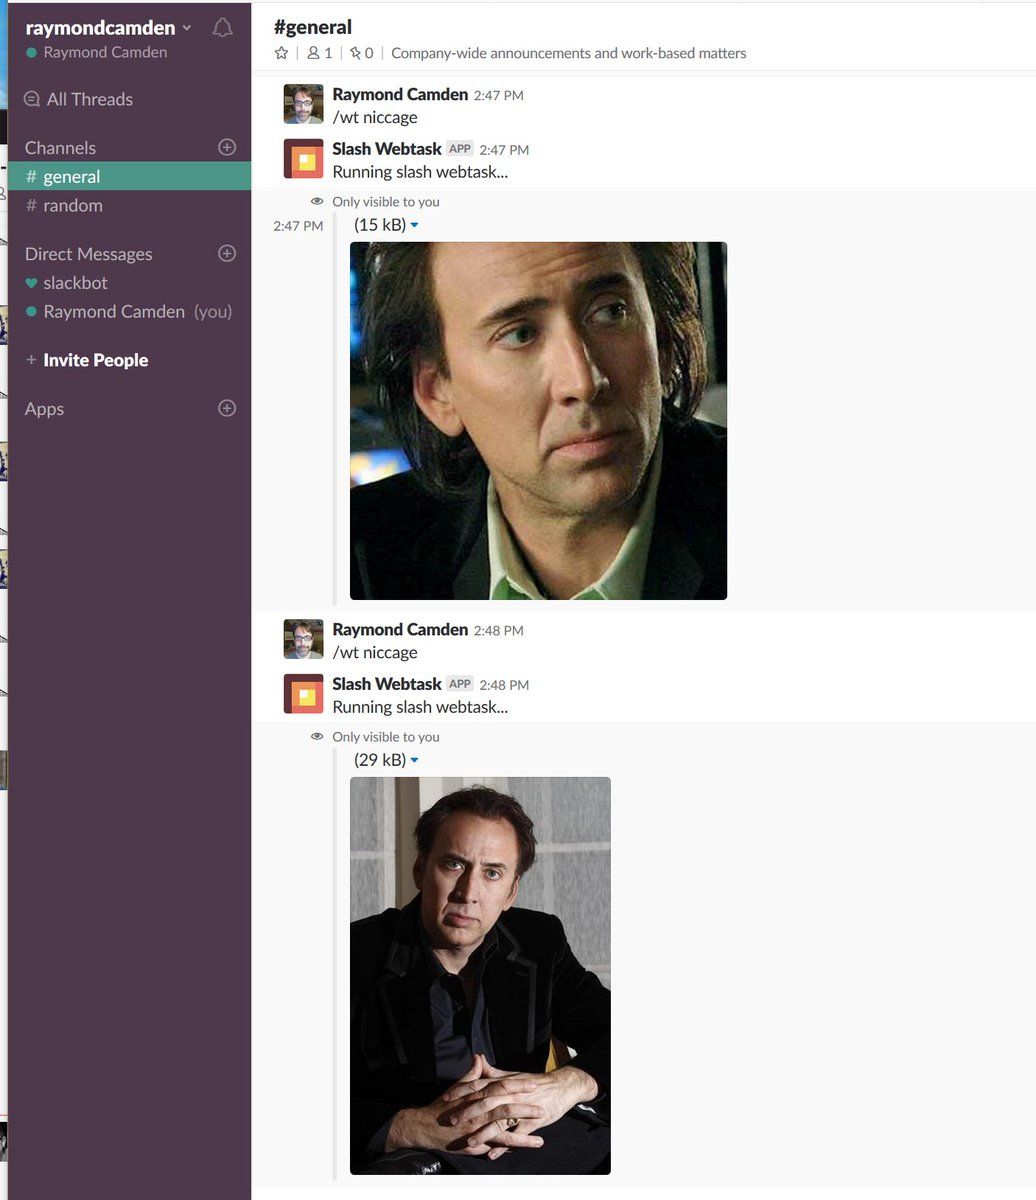 raymondcamden
Raymond Camden
All Threads
Channels
# general
# random
Direct Messages
slackbot
Raymond Camden (you)
+ Invite People
Apps
#general
1 | 0 | Company-wide announcements and work-based matters
Raymond Camden 2:47 PM
/wt niccage
Slash Webtask APP 2:47 PM
Running slash webtask...
Only visible to you
2:47 PM (15 kB)
Raymond Camden 2:48 PM
/wt niccage
Slash Webtask APP 2:48 PM
Running slash webtask...
Only visible to you
(29 kB)